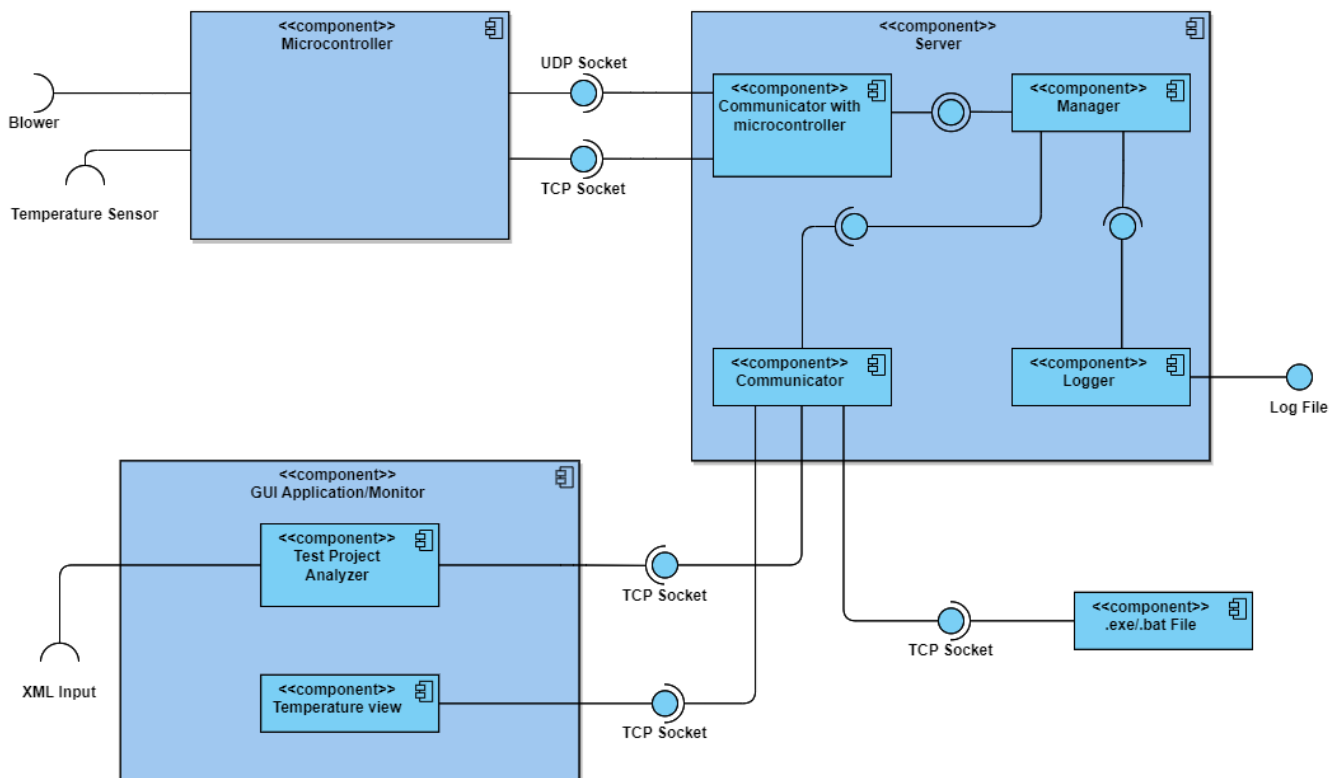 <<component>>
Microcontroller
<<component>>
Server
UDP Socket
<<component>>
Communicator with
microcontroller
<<component>>
Manager
Blower
TCP Socket
Temperature Sensor
<<component>>
Communicator
<<component>>
Logger
Log File
<<component>>
GUI Application/Monitor
<<component>>
Test Project
Analyzer
TCP Socket
<<component>>
.exe/.bat File
TCP Socket
XML Input
<<component>>
Temperature view
TCP Socket